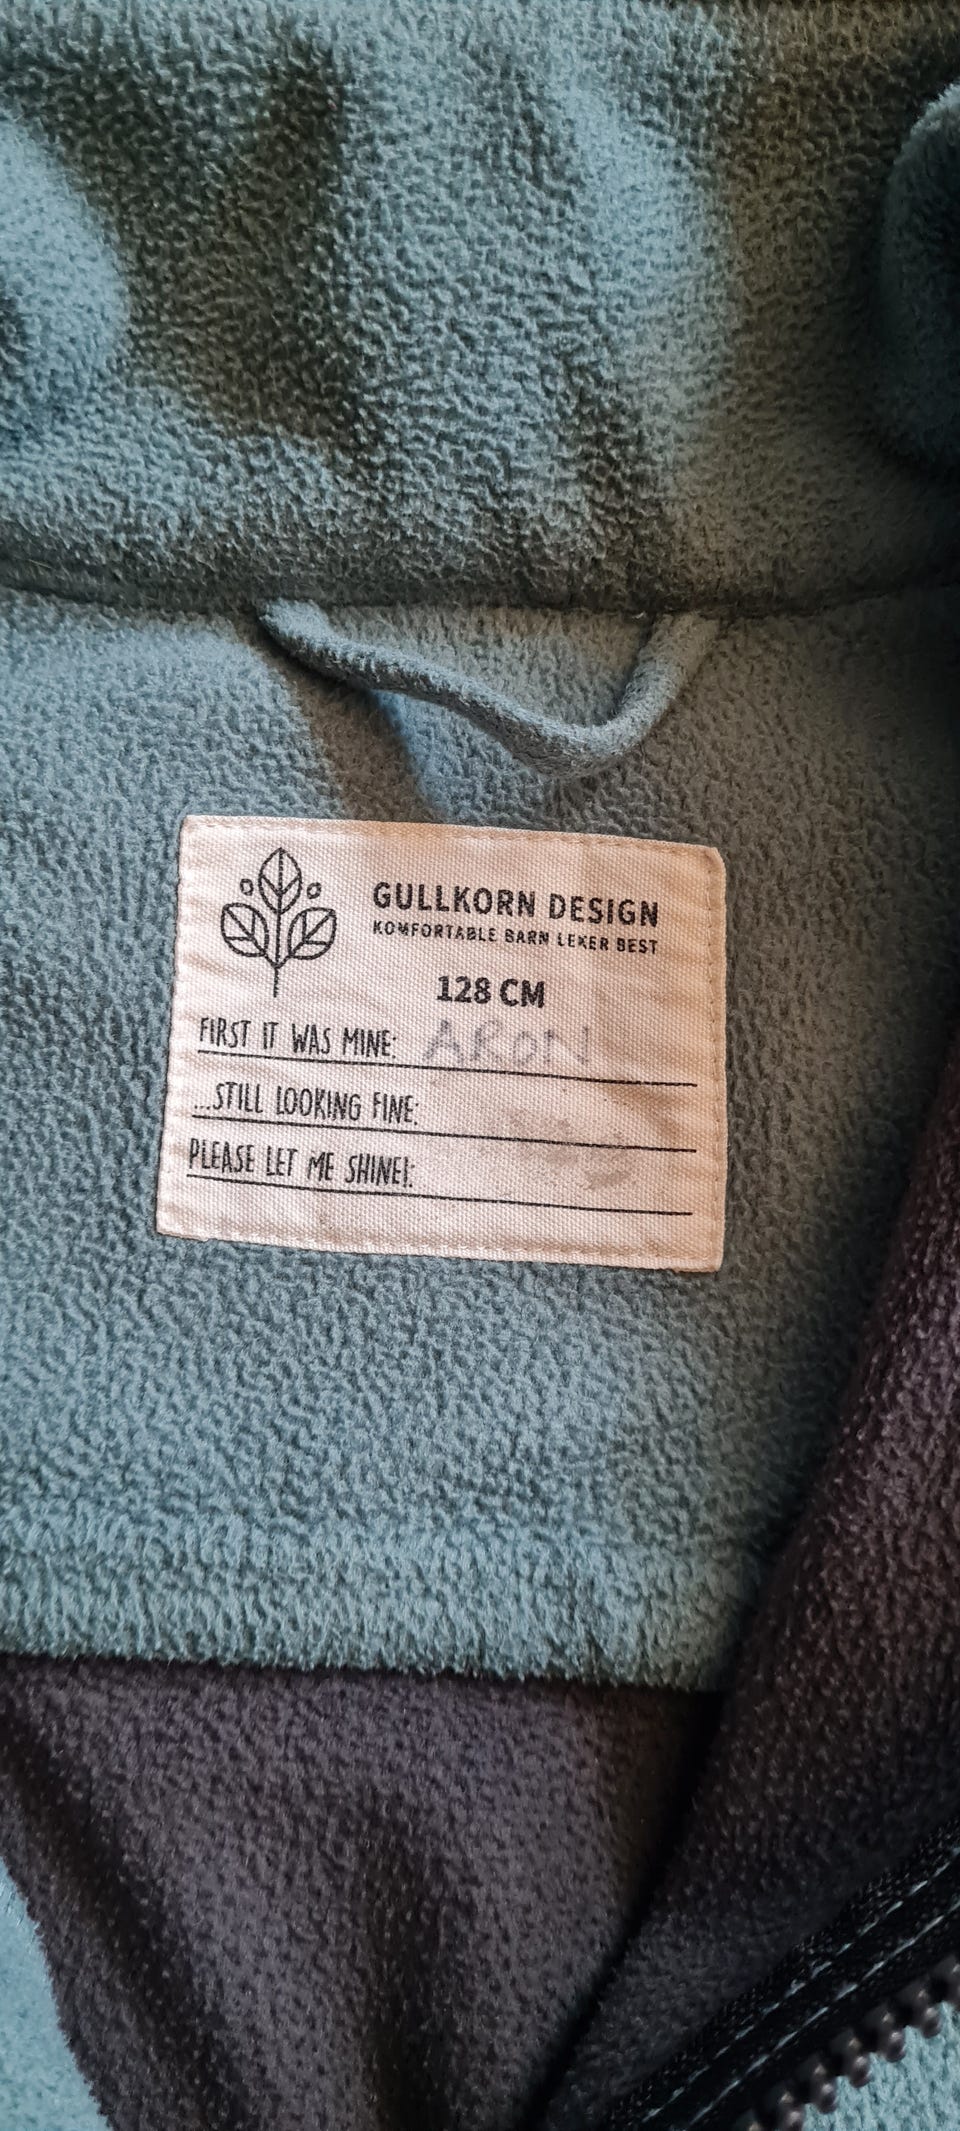 GULLKORN DESIGN
KOMFORTABLE BARN LEKER BEST
128 CM
FIRST IT WAS MINE: ARON
...STILL LOOKING FINE:
PLEASE LET ME SHINE!: